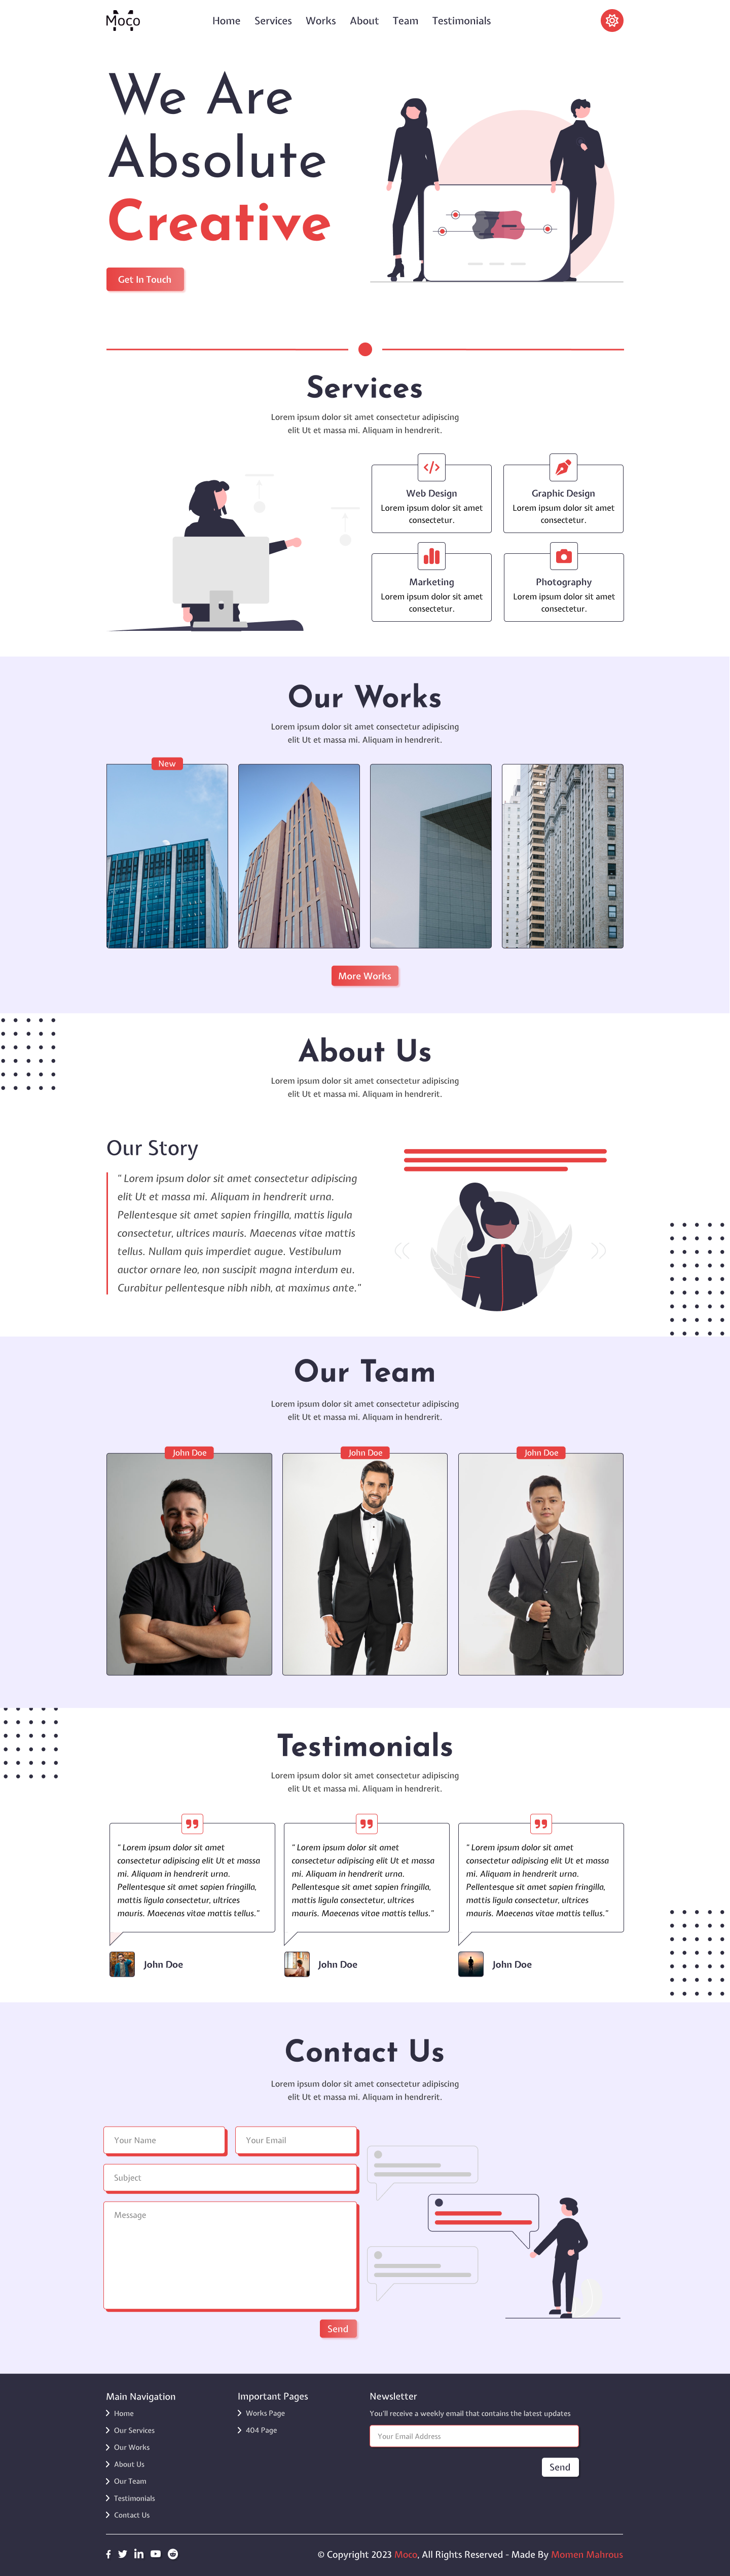 Moco
Home Services Works About Team Testimonials
We Are
Absolute
Creative
Get In Touch
Services
Lorem ipsum dolor sit amet consectetur adipiscing
elit Ut et massa mi. Aliquam in hendrerit.
Web Design
Lorem ipsum dolor sit amet
consectetur.
Graphic Design
Lorem ipsum dolor sit amet
consectetur.
Marketing
Lorem ipsum dolor sit amet
consectetur.
Photography
Lorem ipsum dolor sit amet
consectetur.
Our Works
Lorem ipsum dolor sit amet consectetur adipiscing
elit Ut et massa mi. Aliquam in hendrerit.
New
More Works
About Us
Lorem ipsum dolor sit amet consectetur adipiscing
elit Ut et massa mi. Aliquam in hendrerit.
Our Story
" Lorem ipsum dolor sit amet consectetur adipiscing
elit Ut et massa mi. Aliquam in hendrerit urna.
Pellentesque sit amet sapien fringilla, mattis ligula
consectetur, ultrices mauris. Maecenas vitae mattis
tellus. Nullam quis imperdiet augue. Vestibulum
auctor ornare leo, non suscipit magna interdum eu.
Curabitur pellentesque nibh nibh, at maximus ante."
Our Team
Lorem ipsum dolor sit amet consectetur adipiscing
elit Ut et massa mi. Aliquam in hendrerit.
John Doe
John Doe
John Doe
Testimonials
Lorem ipsum dolor sit amet consectetur adipiscing
elit Ut et massa mi. Aliquam in hendrerit.
" Lorem ipsum dolor sit amet
consectetur adipiscing elit Ut et massa
mi. Aliquam in hendrerit urna.
Pellentesque sit amet sapien fringilla,
mattis ligula consectetur, ultrices
mauris. Maecenas vitae mattis tellus."
John Doe
" Lorem ipsum dolor sit amet
consectetur adipiscing elit Ut et massa
mi. Aliquam in hendrerit urna.
Pellentesque sit amet sapien fringilla,
mattis ligula consectetur, ultrices
mauris. Maecenas vitae mattis tellus."
John Doe
" Lorem ipsum dolor sit amet
consectetur adipiscing elit Ut et massa
mi. Aliquam in hendrerit urna.
Pellentesque sit amet sapien fringilla,
mattis ligula consectetur, ultrices
mauris. Maecenas vitae mattis tellus."
John Doe
Contact Us
Lorem ipsum dolor sit amet consectetur adipiscing
elit Ut et massa mi. Aliquam in hendrerit.
Your Name
Your Email
Subject
Message
Send
Main Navigation
Home
Our Services
Our Works
About Us
Our Team
Testimonials
Contact Us
Important Pages
Works Page
404 Page
Newsletter
You'll receive a weekly email that contains the latest updates
Your Email Address
Send
© Copyright 2023 Moco, All Rights Reserved - Made By Momen Mahrous